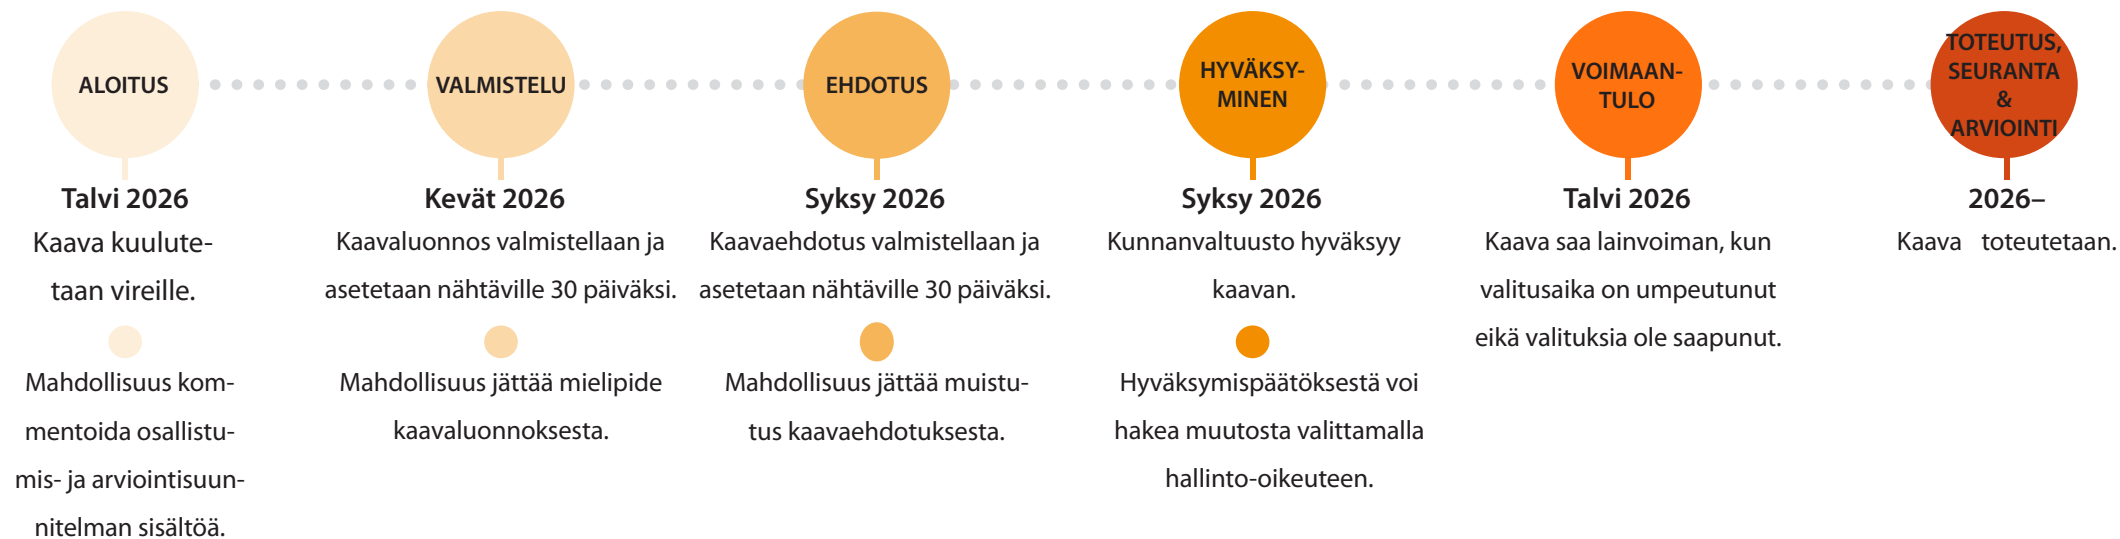 ALOITUS
Talvi 2026
Kaava kuulute-
taan vireille.
Mahdollisuus kom-
mentoida osallistu-
mis- ja arviointisuun-
nitelman sisältöä.
VALMISTELU
Kevät 2026
Kaavaluonnos valmistellaan ja
asetetaan nähtäville 30 päiväksi.
Mahdollisuus jättää mielipide
kaavaluonnoksesta.
EHDOTUS
Syksy 2026
Kaavaehdotus valmistellaan ja
asetetaan nähtäville 30 päiväksi.
Mahdollisuus jättää muistu-
tus kaavaehdotuksesta.
HYVÄKSY-
MINEN
Syksy 2026
Kunnanvaltuusto hyväksyy
kaavan.
Hyväksymispäätöksestä voi
hakea muutosta valittamalla
hallinto-oikeuteen.
VOIMAAN-
TULO
Talvi 2026
Kaava saa lainvoiman, kun
valitusaika on umpeutunut
eikä valituksia ole saapunut.
TOTEUTUS,
SEURANTA
&
ARVIOINTI
2026–
Kaava toteutetaan.